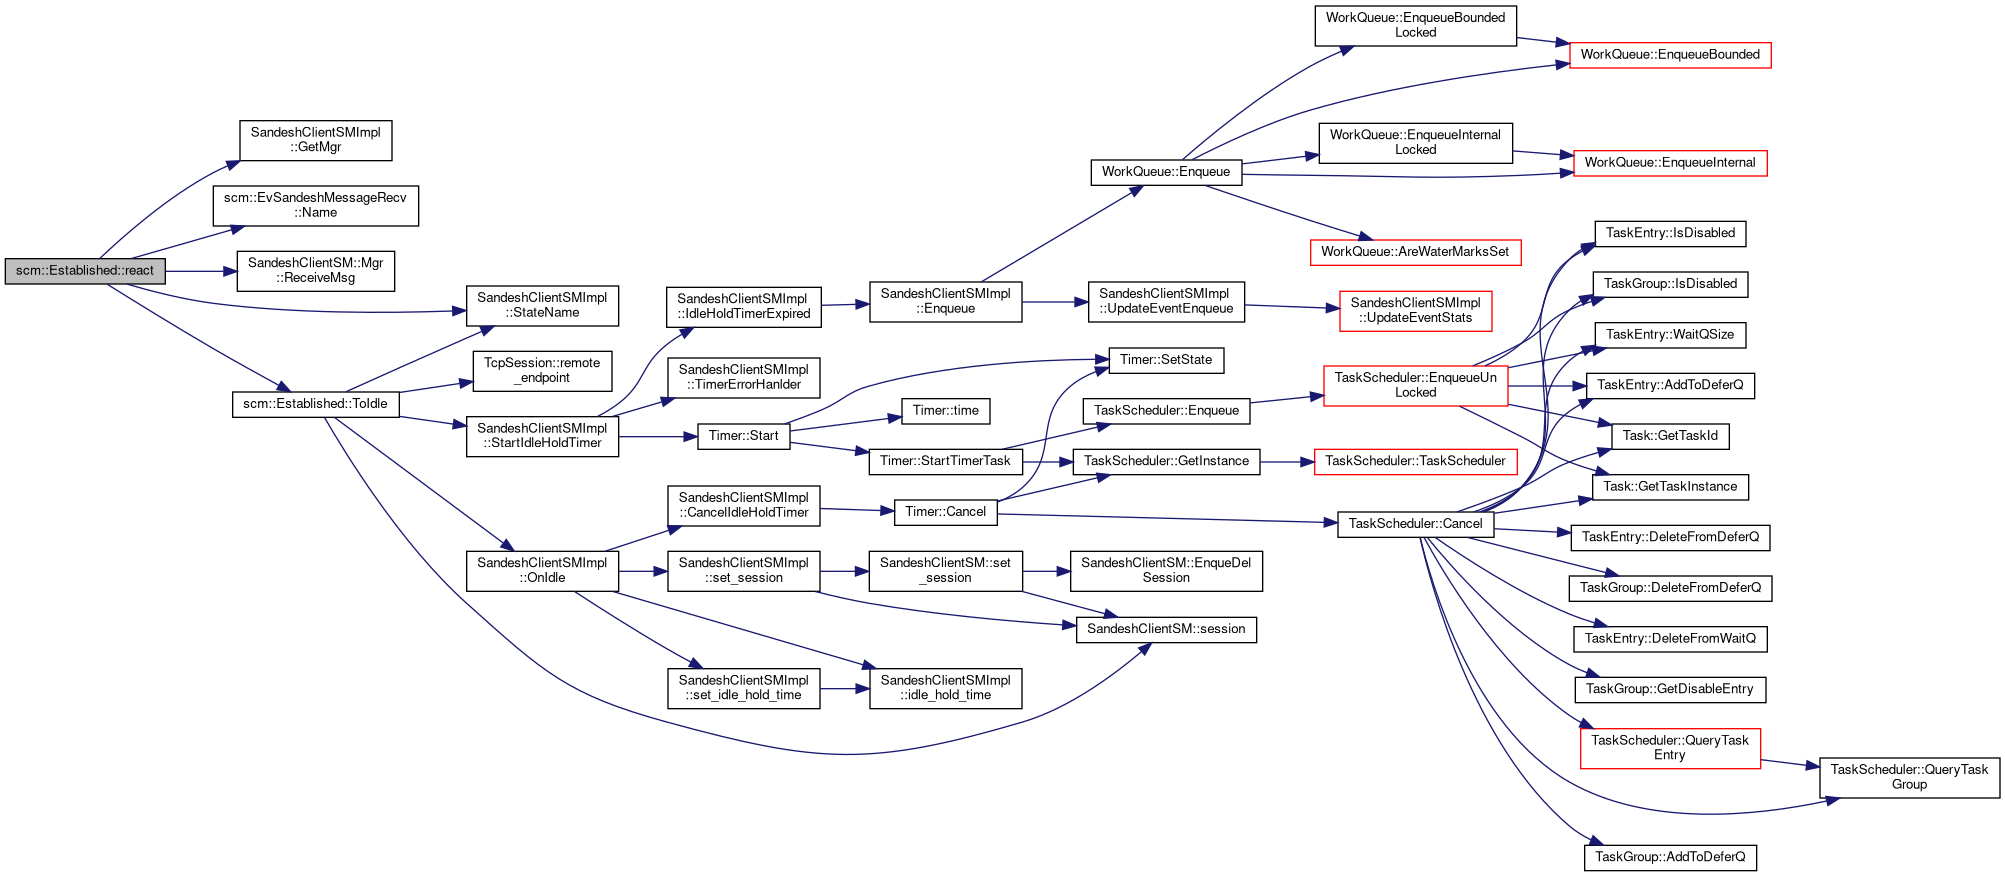 scm::Established::react
SandeshClientSMImpl
::GetMgr
scm::EvSandeshMessageRecv
::Name
SandeshClientSM::Mgr
::ReceiveMsg
SandeshClientSMImpl
::StateName
scm::Established::ToIdle
TcpSession::remote
_endpoint
SandeshClientSMImpl
::StartIdleHoldTimer
SandeshClientSMImpl
::OnIdle
SandeshClientSMImpl
::IdleHoldTimerExpired
SandeshClientSMImpl
::TimerErrorHanlder
Timer::Start
SandeshClientSMImpl
::CancelIdleHoldTimer
SandeshClientSMImpl
::set_session
SandeshClientSMImpl
::set_idle_hold_time
SandeshClientSMImpl
::Enqueue
Timer::time
Timer::StartTimerTask
Timer::Cancel
SandeshClientSM::set
_session
SandeshClientSMImpl
::idle_hold_time
WorkQueue::Enqueue
SandeshClientSMImpl
::UpdateEventEnqueue
Timer::SetState
TaskScheduler::Enqueue
TaskScheduler::GetInstance
SandeshClientSM::EnqueDel
Session
SandeshClientSM::session
WorkQueue::EnqueueBounded
Locked
WorkQueue::EnqueueInternal
Locked
WorkQueue::AreWaterMarksSet
SandeshClientSMImpl
::UpdateEventStats
TaskScheduler::EnqueueUn
Locked
TaskScheduler::TaskScheduler
TaskScheduler::Cancel
WorkQueue::EnqueueBounded
WorkQueue::EnqueueInternal
TaskEntry::IsDisabled
TaskGroup::IsDisabled
TaskEntry::WaitQSize
TaskEntry::AddToDeferQ
Task::GetTaskId
Task::GetTaskInstance
TaskEntry::DeleteFromDeferQ
TaskGroup::DeleteFromDeferQ
TaskEntry::DeleteFromWaitQ
TaskGroup::GetDisableEntry
TaskScheduler::QueryTask
Entry
TaskScheduler::QueryTask
Group
TaskGroup::AddToDeferQ